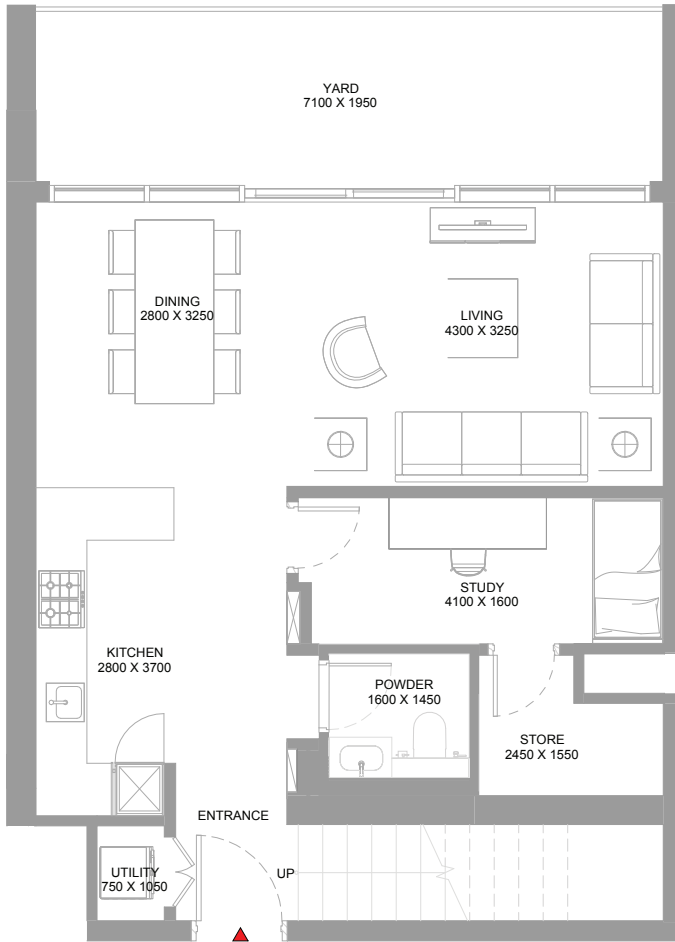 YARD
7100 X 1950
DINING
2800 X 3250
LIVING
4300 X 3250
STUDY
4100 X 1600
KITCHEN
2800 X 3700
POWDER
1600 X 1450
STORE
2450 X 1550
ENTRANCE
UTILITY
750 X 1050
UP